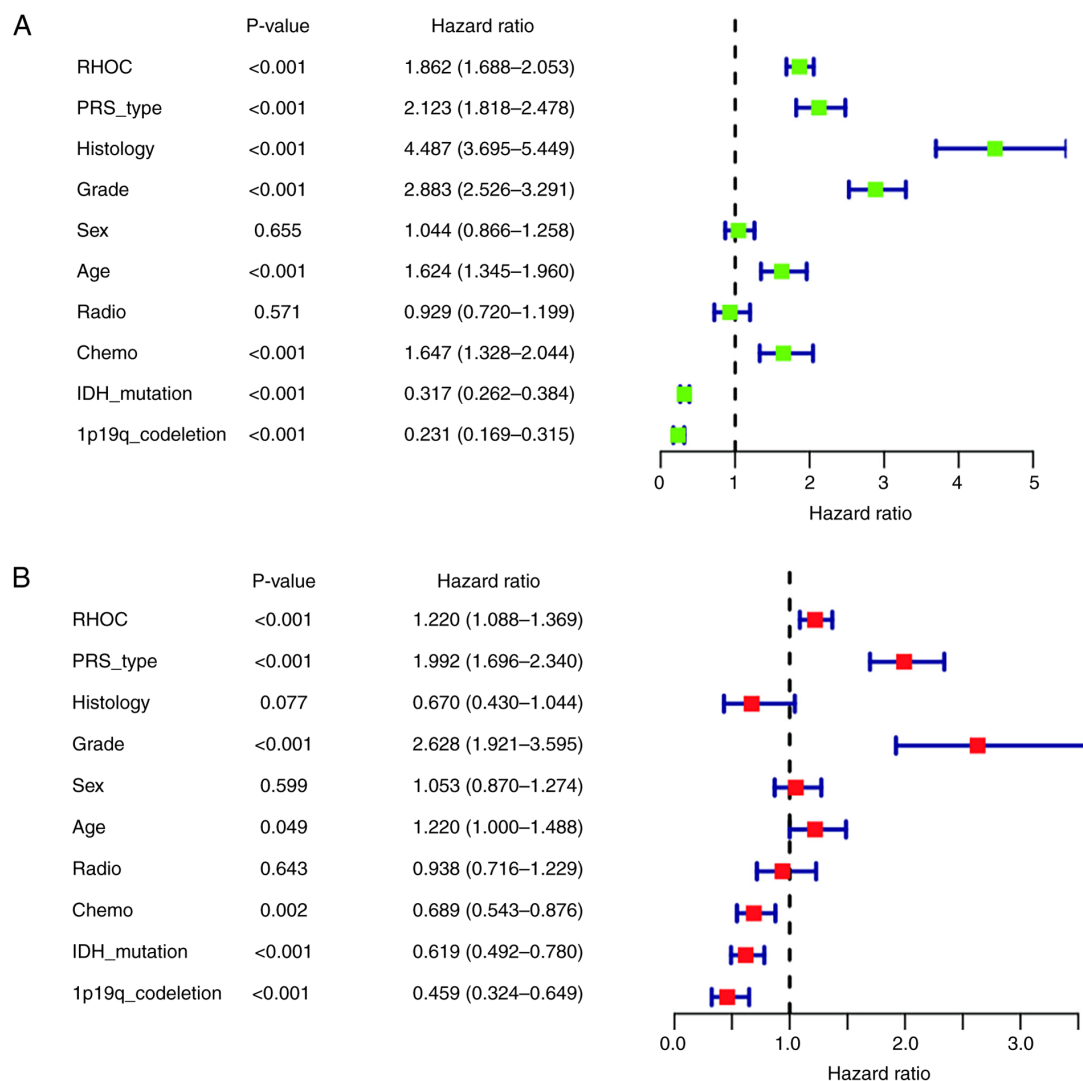 A
P-value Hazard ratio
RHOC <0.001 1.862 (1.688–2.053)
PRS_type <0.001 2.123 (1.818–2.478)
Histology <0.001 4.487 (3.695–5.449)
Grade <0.001 2.883 (2.526–3.291)
Sex 0.655 1.044 (0.866–1.258)
Age <0.001 1.624 (1.345–1.960)
Radio 0.571 0.929 (0.720–1.199)
Chemo <0.001 1.647 (1.328–2.044)
IDH_mutation <0.001 0.317 (0.262–0.384)
1p19q_codeletion <0.001 0.231 (0.169–0.315)
0 1 2 3 4 5
Hazard ratio
B
P-value Hazard ratio
RHOC <0.001 1.220 (1.088–1.369)
PRS_type <0.001 1.992 (1.696–2.340)
Histology 0.077 0.670 (0.430–1.044)
Grade <0.001 2.628 (1.921–3.595)
Sex 0.599 1.053 (0.870–1.274)
Age 0.049 1.220 (1.000–1.488)
Radio 0.643 0.938 (0.716–1.229)
Chemo 0.002 0.689 (0.543–0.876)
IDH_mutation <0.001 0.619 (0.492–0.780)
1p19q_codeletion <0.001 0.459 (0.324–0.649)
0.0 1.0 2.0 3.0
Hazard ratio